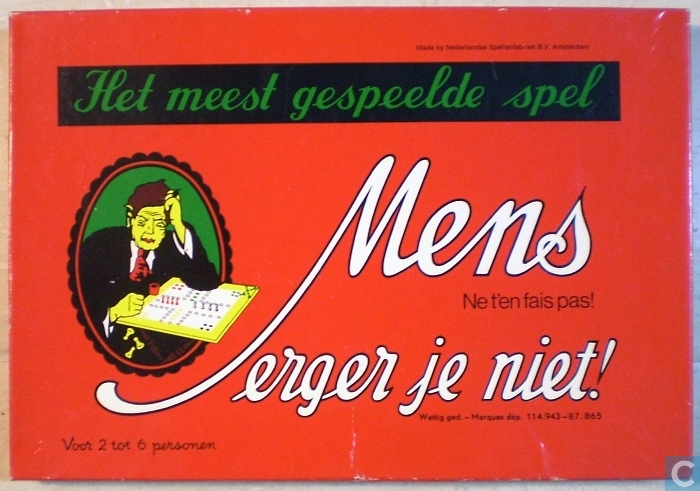 Made by Nederlandse Spellenfabriek B.V. Amsterdam
Het meest gespeelde spel
Mens
Ne t'en fais pas!
erger je niet!
Wettig ged. – Marques dép. 114.943–87.865
Voor 2 tot 6 personen
C